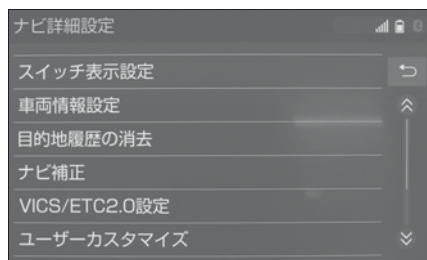 ナビ詳細設定
スイッチ表示設定
車両情報設定
目的地履歴の消去
ナビ補正
VICS/ETC2.0設定
ユーザーカスタマイズ